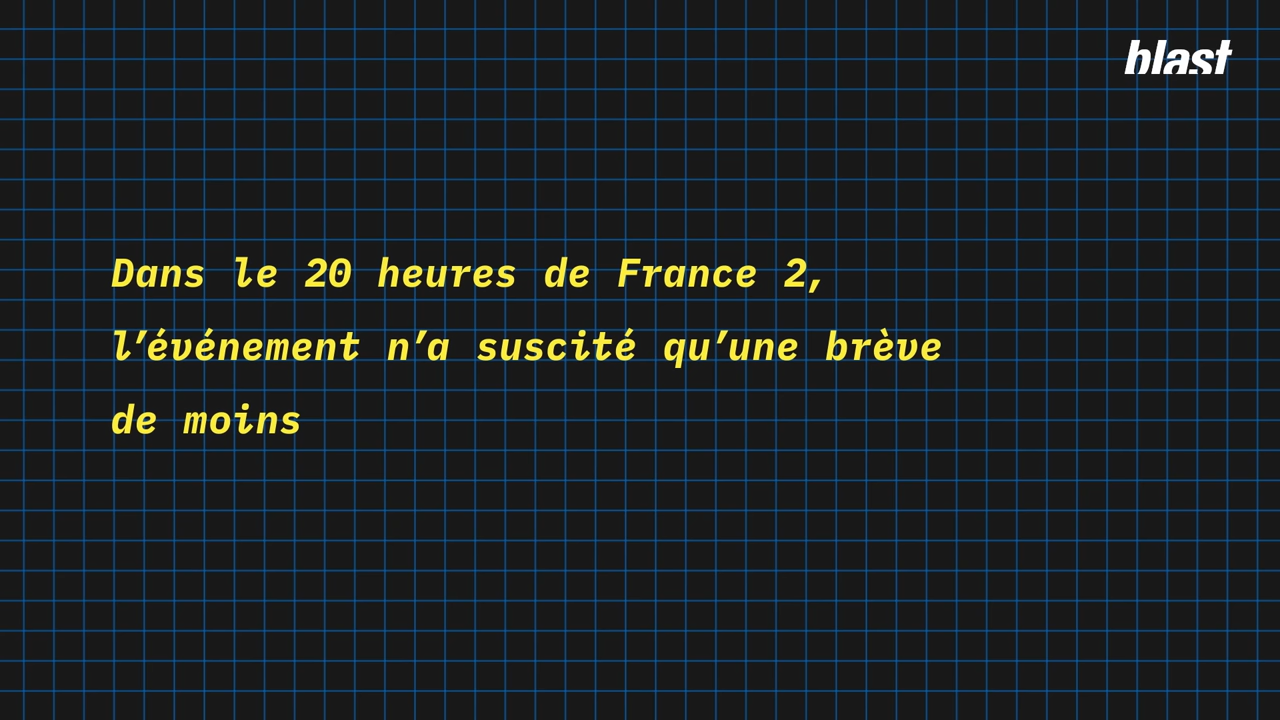 blast
Dans le 20 heures de France 2,
l’événement n’a suscité qu’une brève
de moins